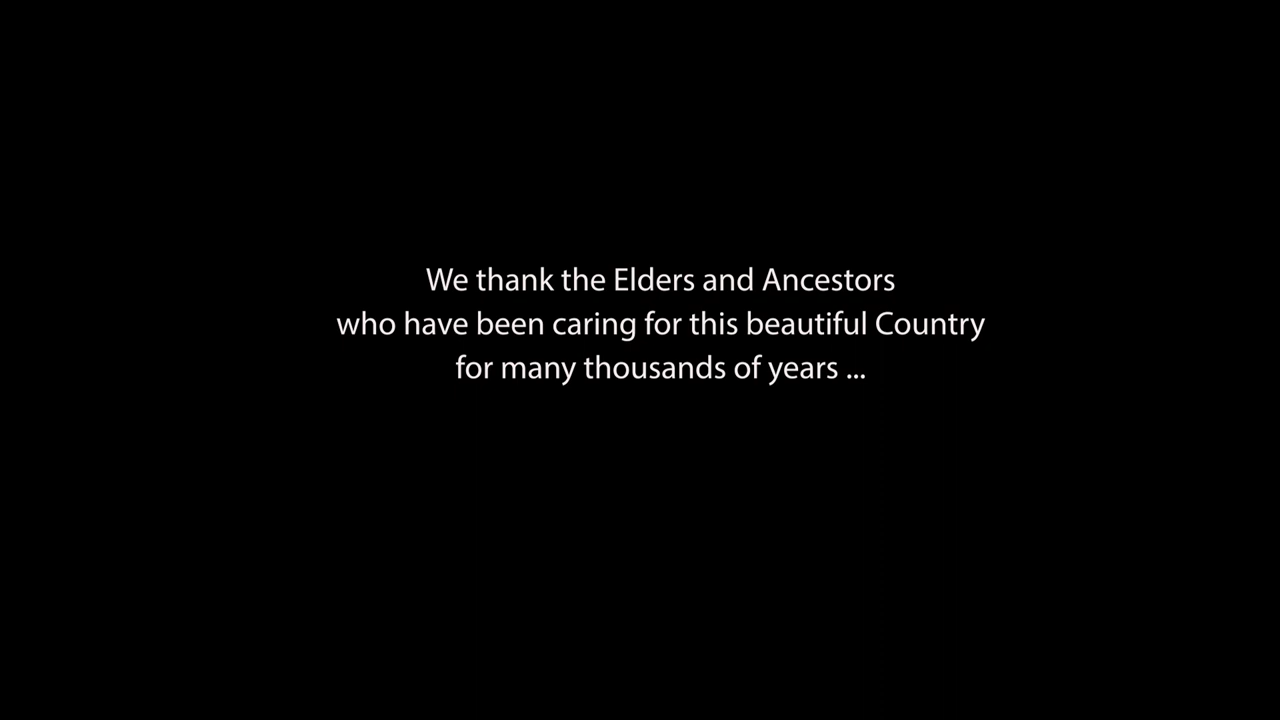 We thank the Elders and Ancestors
who have been caring for this beautiful Country
for many thousands of years ...